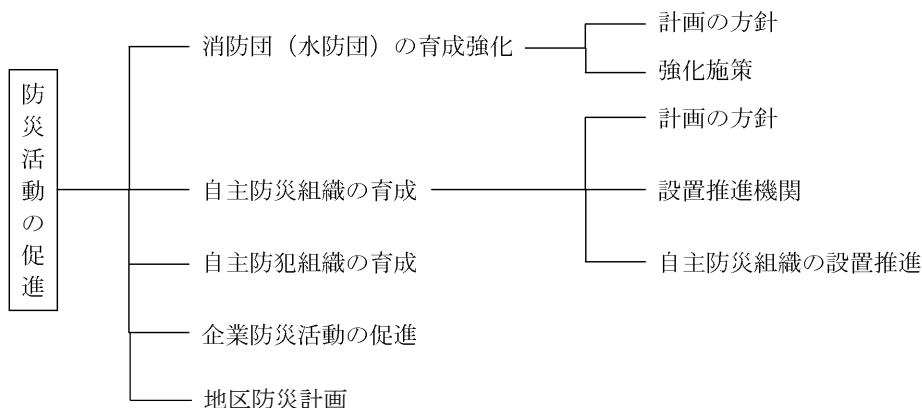 防災活動の促進
消防団（水防団）の育成強化
計画の方針
強化施策
自主防災組織の育成
計画の方針
設置推進機関
自主防災組織の設置推進
自主防犯組織の育成
企業防災活動の促進
地区防災計画